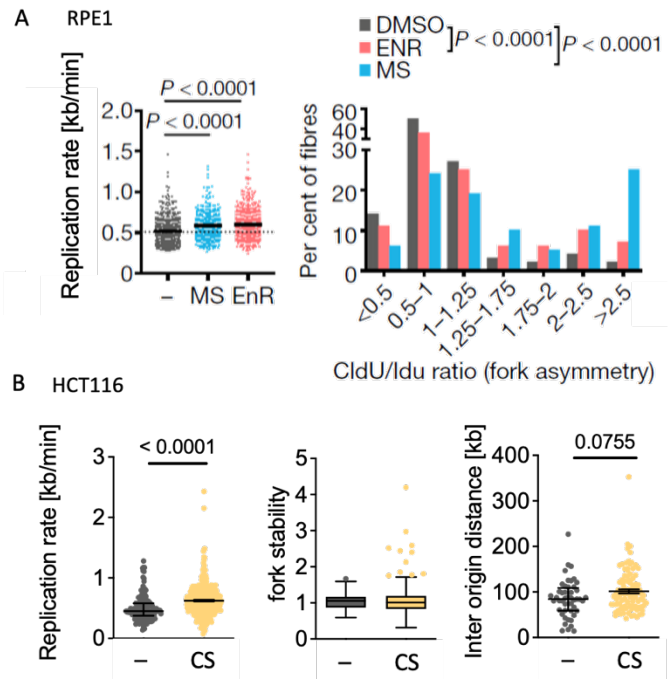 A RPE1
DMSO
ENR
MS
P < 0.0001
P < 0.0001
Replication rate [kb/min]
P < 0.0001
P < 0.0001
2.0
1.5
1.0
0.5
0
– MS EnR
Per cent of fibres
60
40
30
20
10
0
<0.5
0.5–1
1–1.25
1.25–1.75
1.75–2
2–2.5
>2.5
CldU/Idu ratio (fork asymmetry)
B HCT116
Replication rate [kb/min]
< 0.0001
3
2
1
0
– CS
fork stability
5
4
3
2
1
0
– CS
Inter origin distance [kb]
0.0755
400
300
200
100
0
– CS